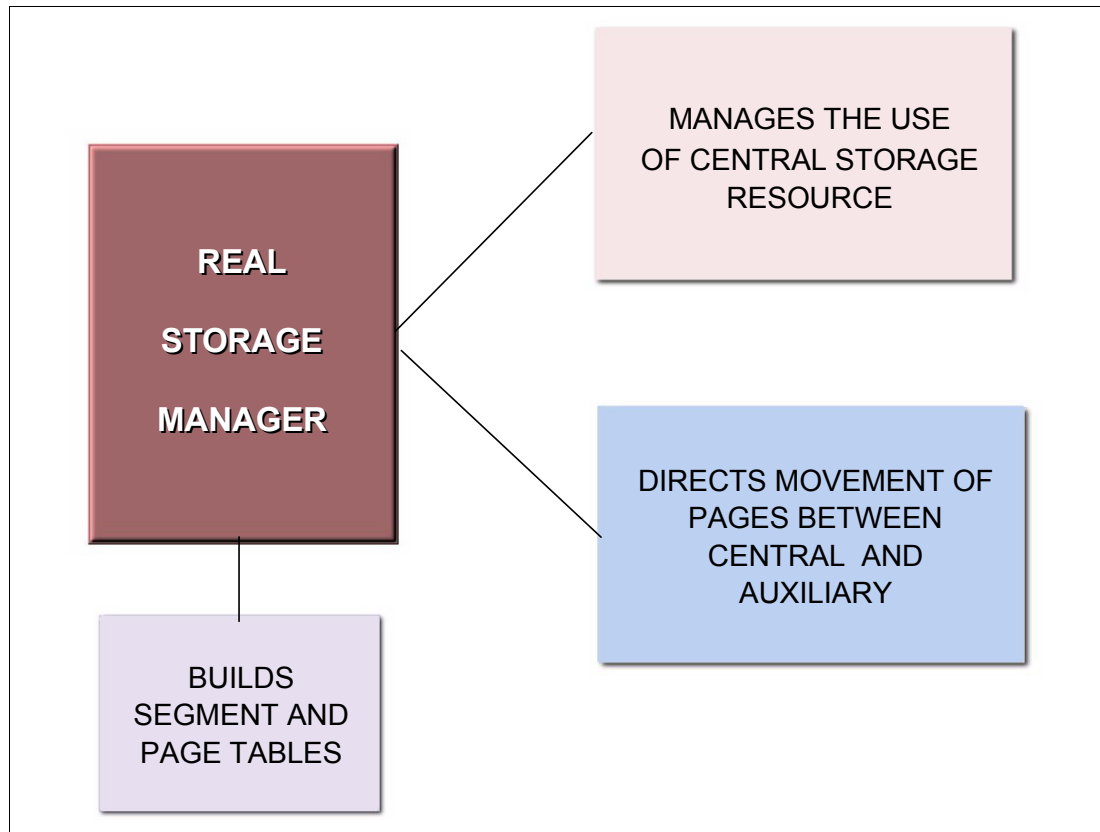 REAL
STORAGE
MANAGER
MANAGES THE USE
OF CENTRAL STORAGE
RESOURCE
DIRECTS MOVEMENT OF
PAGES BETWEEN
CENTRAL AND
AUXILIARY
BUILDS
SEGMENT AND
PAGE TABLES